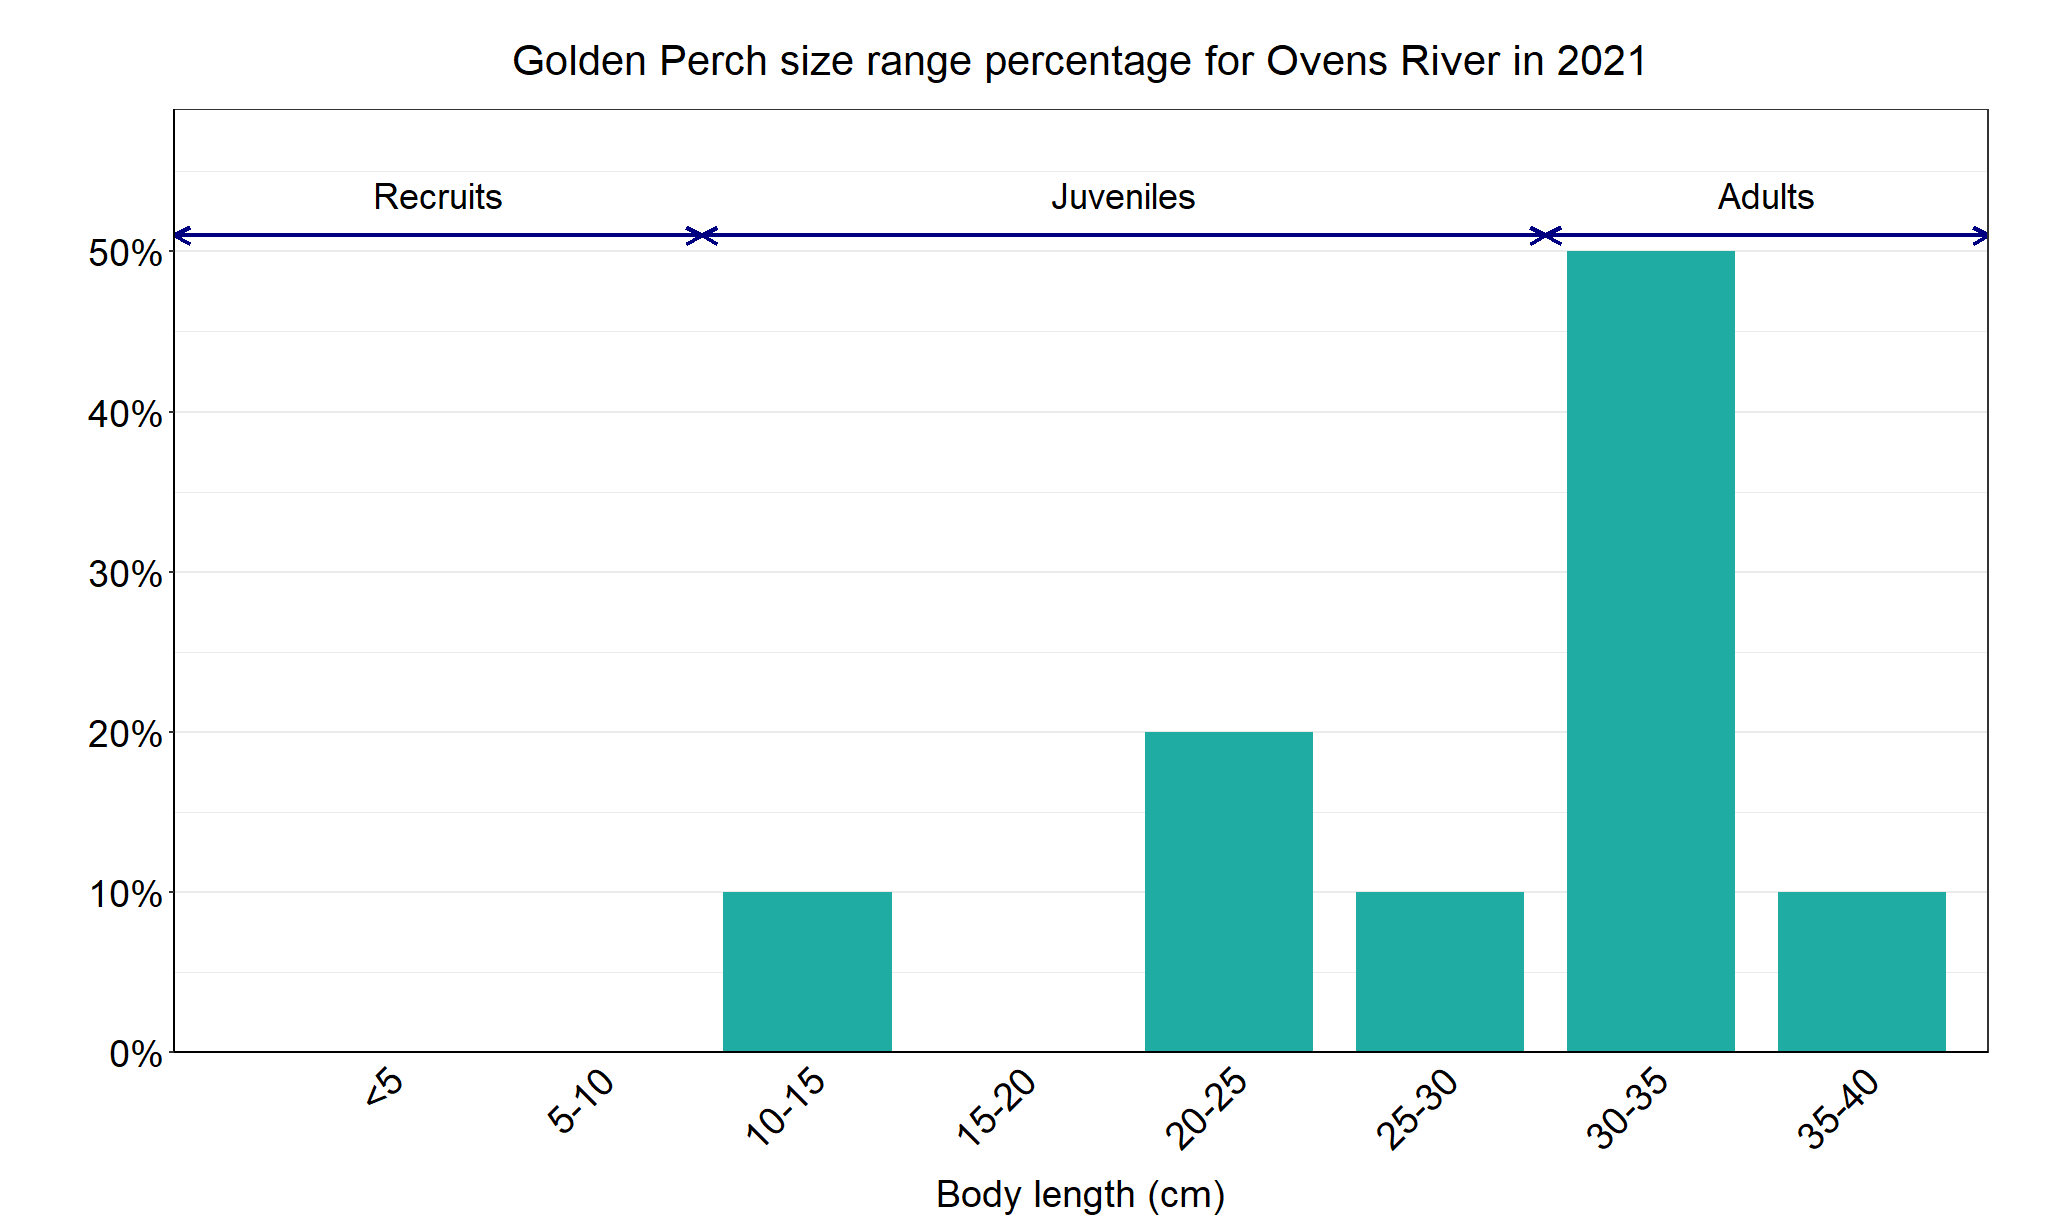 Golden Perch size range percentage for Ovens River in 2021
Recruits
Juveniles
Adults
50%
40%
30%
20%
10%
0%
<5
5-10
10-15
15-20
20-25
25-30
30-35
35-40
Body length (cm)